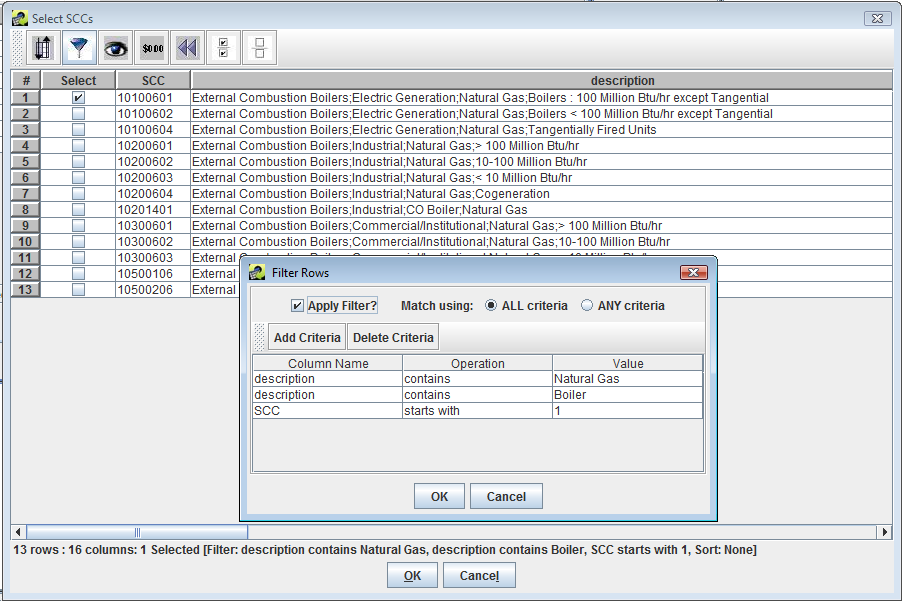 Select SCCs
$0.00
# Select SCC description
1 10100601 External Combustion Boilers;Electric Generation;Natural Gas;Boilers : 100 Million Btu/hr except Tangential
2 10100602 External Combustion Boilers;Electric Generation;Natural Gas;Boilers < 100 Million Btu/hr except Tangential
3 10100604 External Combustion Boilers;Electric Generation;Natural Gas;Tangentially Fired Units
4 10200601 External Combustion Boilers;Industrial;Natural Gas;> 100 Million Btu/hr
5 10200602 External Combustion Boilers;Industrial;Natural Gas;10-100 Million Btu/hr
6 10200603 External Combustion Boilers;Industrial;Natural Gas;< 10 Million Btu/hr
7 10200604 External Combustion Boilers;Industrial;Natural Gas;Cogeneration
8 10201401 External Combustion Boilers;Industrial;CO Boiler;Natural Gas
9 10300601 External Combustion Boilers;Commercial/Institutional;Natural Gas;> 100 Million Btu/hr
10 10300602 External Combustion Boilers;Commercial/Institutional;Natural Gas;10-100 Million Btu/hr
11 10300603 External
12 10500106 External
13 10500206 External
Filter Rows
Apply Filter? Match using: ALL criteria ANY criteria
Add Criteria Delete Criteria
Column Name Operation Value
description contains Natural Gas
description contains Boiler
SCC starts with 1
OK Cancel
13 rows : 16 columns: 1 Selected [Filter: description contains Natural Gas, description contains Boiler, SCC starts with 1, Sort: None]
OK Cancel